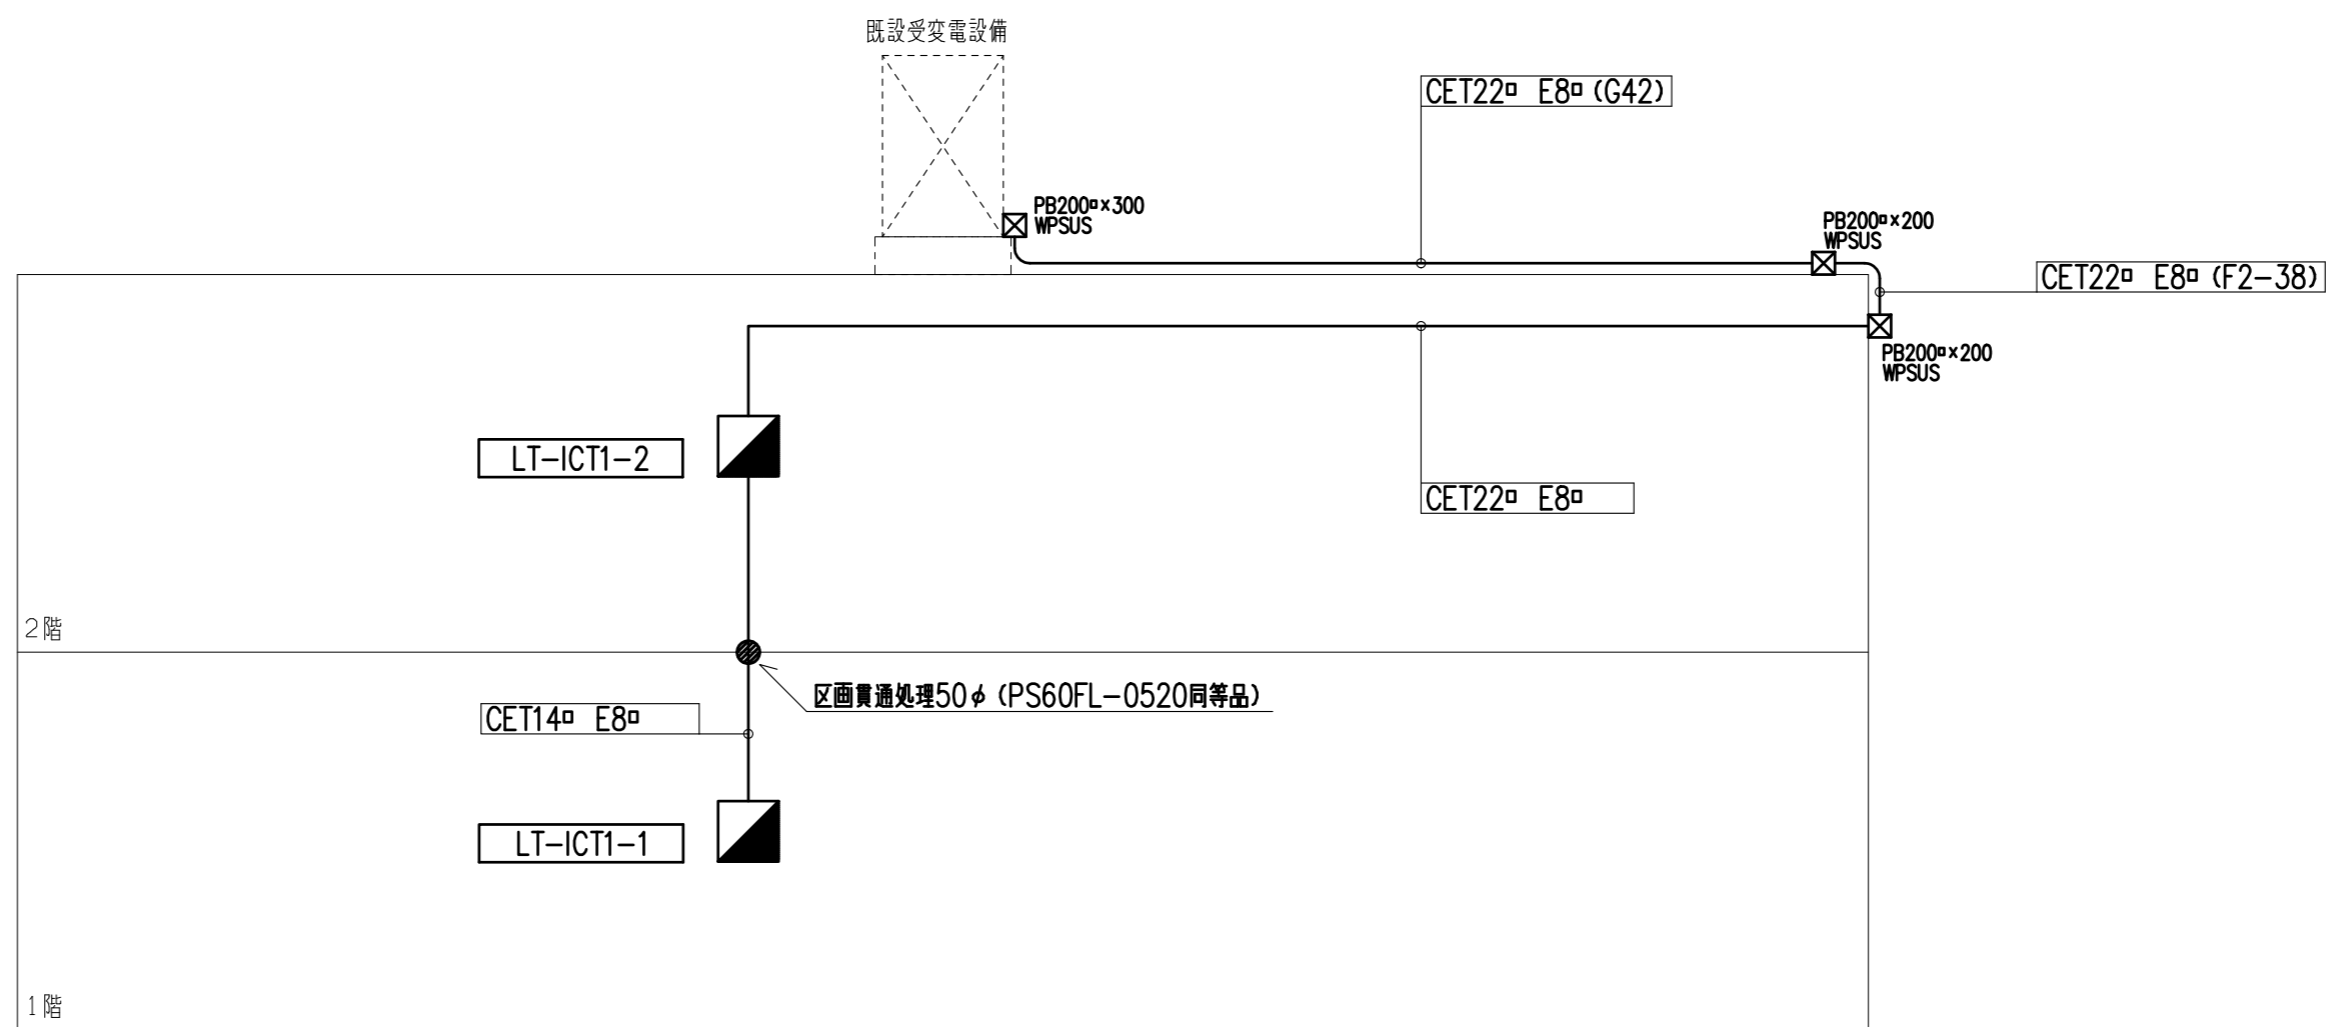 既設受変電設備
CET22□ E8□ (G42)
PB200□×300
WPSUS
PB200□×200
WPSUS
CET22□ E8□ (F2-38)
PB200□×200
WPSUS
LT-ICT1-2
CET22□ E8□
2階
区画貫通処理50φ (PS60FL-0520同等品)
CET14□ E8□
LT-ICT1-1
1階